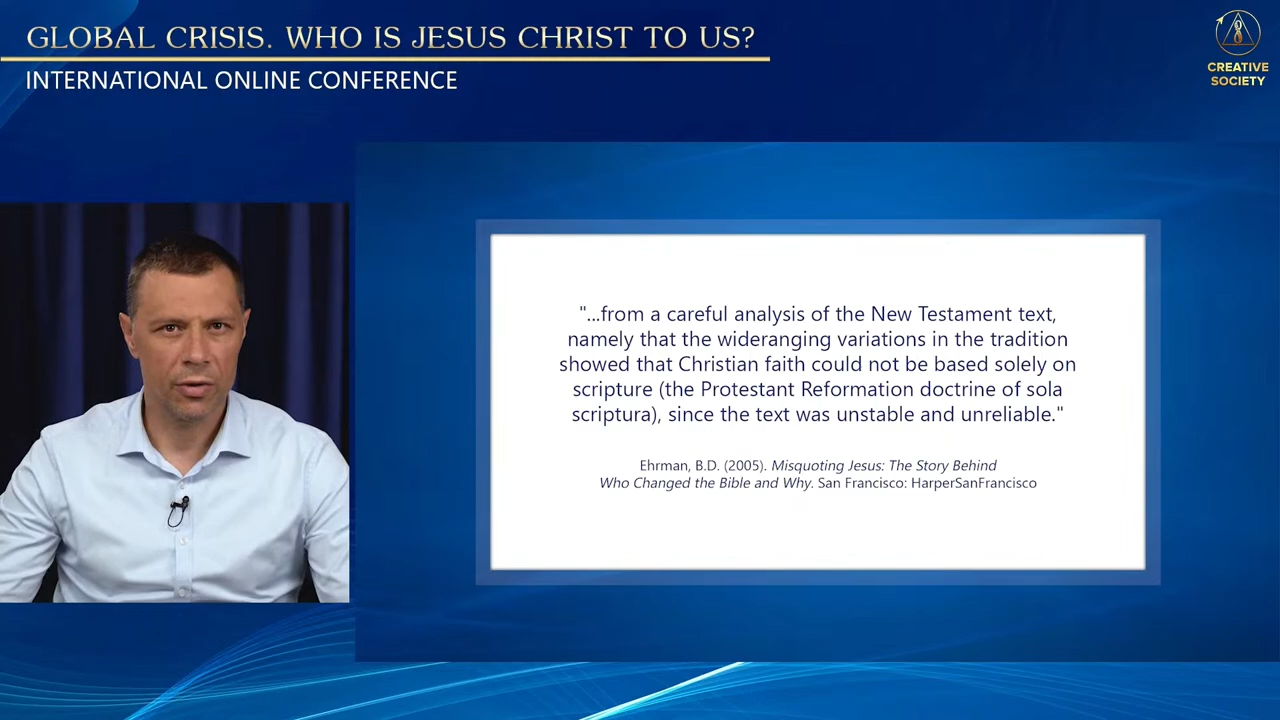 GLOBAL CRISIS. WHO IS JESUS CHRIST TO US?
INTERNATIONAL ONLINE CONFERENCE
CREATIVE
SOCIETY
"...from a careful analysis of the New Testament text,
namely that the wideranging variations in the tradition
showed that Christian faith could not be based solely on
scripture (the Protestant Reformation doctrine of sola
scriptura), since the text was unstable and unreliable."
Ehrman, B.D. (2005). Misquoting Jesus: The Story Behind
Who Changed the Bible and Why. San Francisco: HarperSanFrancisco